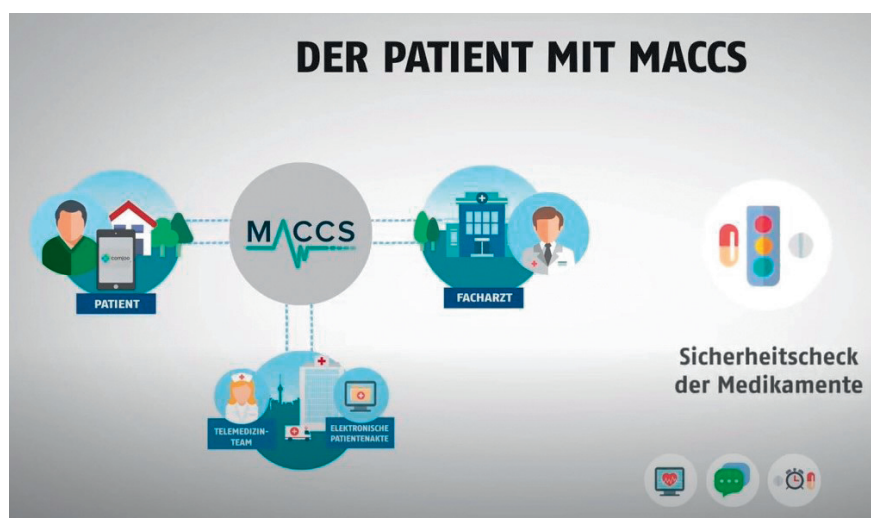 DER PATIENT MIT MACCS
MACCS
PATIENT
FACHARZT
TELEMEDIZIN-
TEAM
ELEKTRONISCHE
PATIENTENAKTE
Sicherheitscheck
der Medikamente